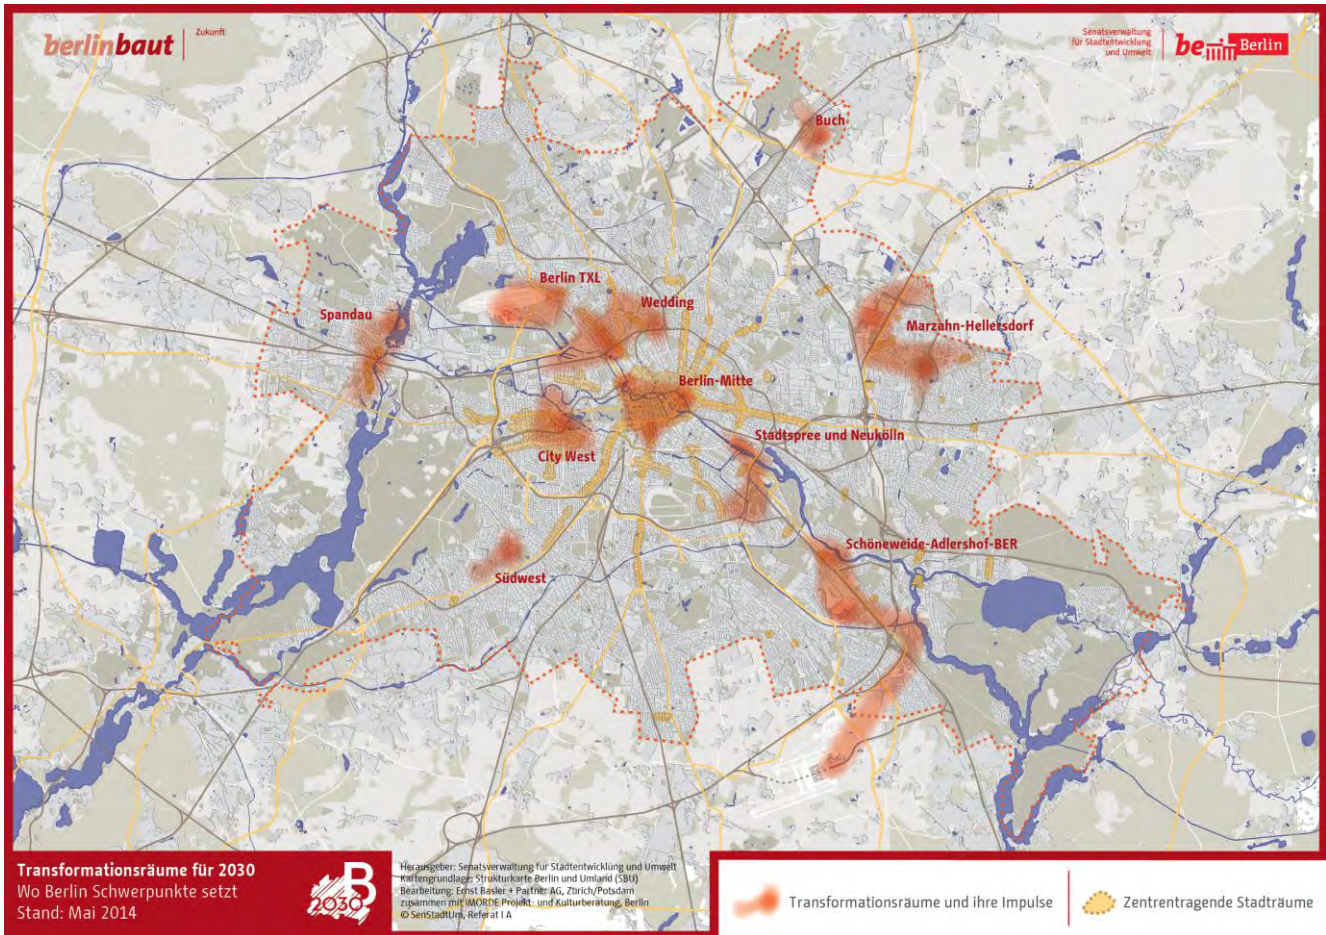 berlinbaut
Zukunft
Senatsverwaltung
für Stadtentwicklung
und Umwelt
be Berlin
Buch
Berlin TXL
Wedding
Spandau
Marzahn-Hellersdorf
Berlin-Mitte
Stadtspree und Neukölln
City West
Schöneweide-Adlershof-BER
Südwest
Transformationsräume für 2030
Wo Berlin Schwerpunkte setzt
Stand: Mai 2014
B
2030
Herausgeber: Senatsverwaltung für Stadtentwicklung und Umwelt
Kartengrundlage: Strukturkarte Berlin und Umland (SBU)
Bearbeitung: Ernst Basler + Partner AG, Zürich/Potsdam
zusammen mit IMORDE Projekt- und Kulturberatung, Berlin
© SenStadtUm, Referat I A
Transformationsräume und ihre Impulse
Zentrentragende Stadträume